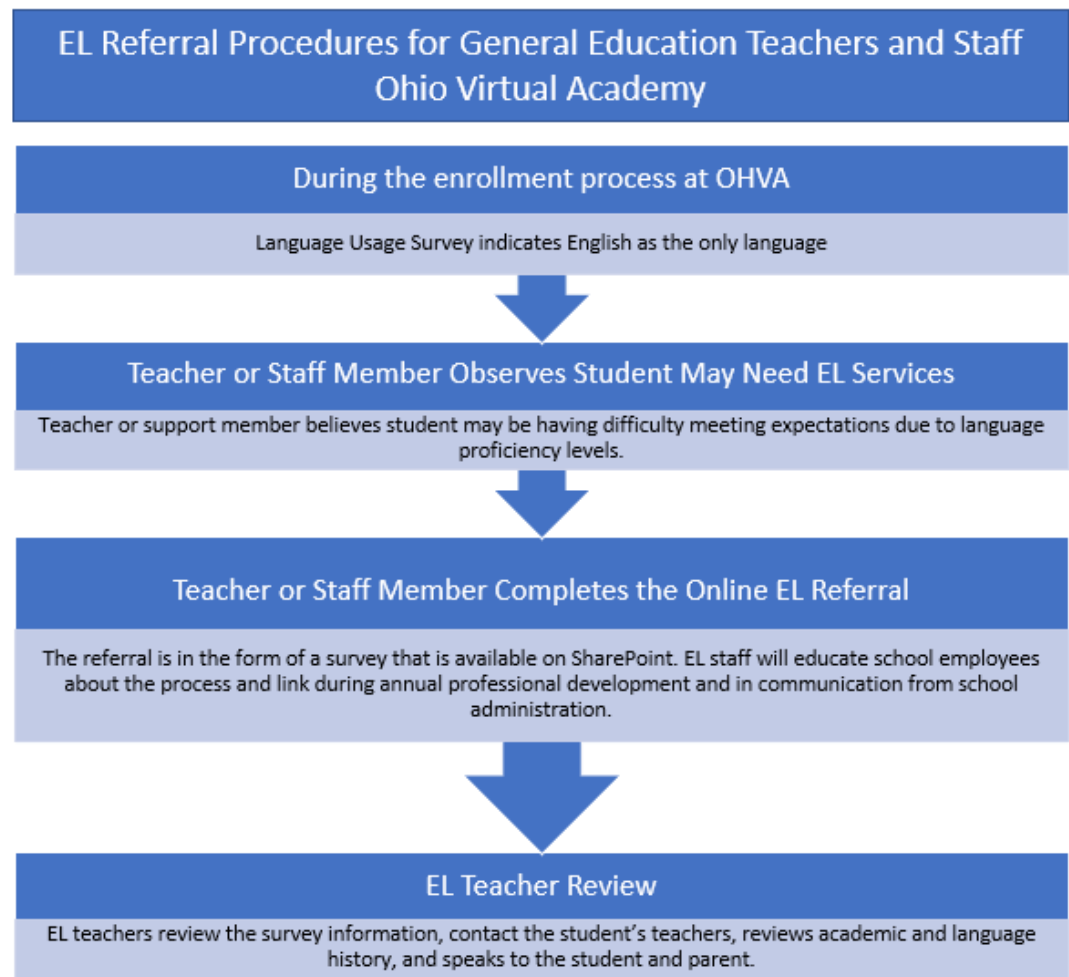 EL Referral Procedures for General Education Teachers and Staff
Ohio Virtual Academy
During the enrollment process at OHVA
Language Usage Survey indicates English as the only language
Teacher or Staff Member Observes Student May Need EL Services
Teacher or support member believes student may be having difficulty meeting expectations due to language
proficiency levels.
Teacher or Staff Member Completes the Online EL Referral
The referral is in the form of a survey that is available on SharePoint. EL staff will educate school employees
about the process and link during annual professional development and in communication from school
administration.
EL Teacher Review
EL teachers review the survey information, contact the student's teachers, reviews academic and language
history, and speaks to the student and parent.